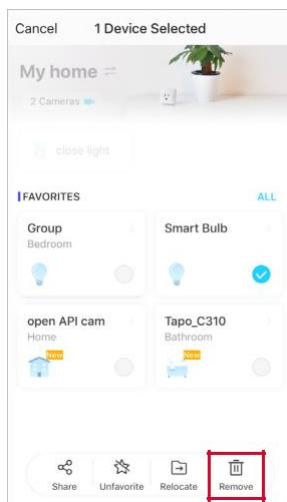 Cancel 1 Device Selected
My home
2 Cameras
close light
FAVORITES ALL
Group Smart Bulb
Bedroom
open API cam Tapo_C310
Home Bathroom
New New
Share Unfavorite Relocate Remove